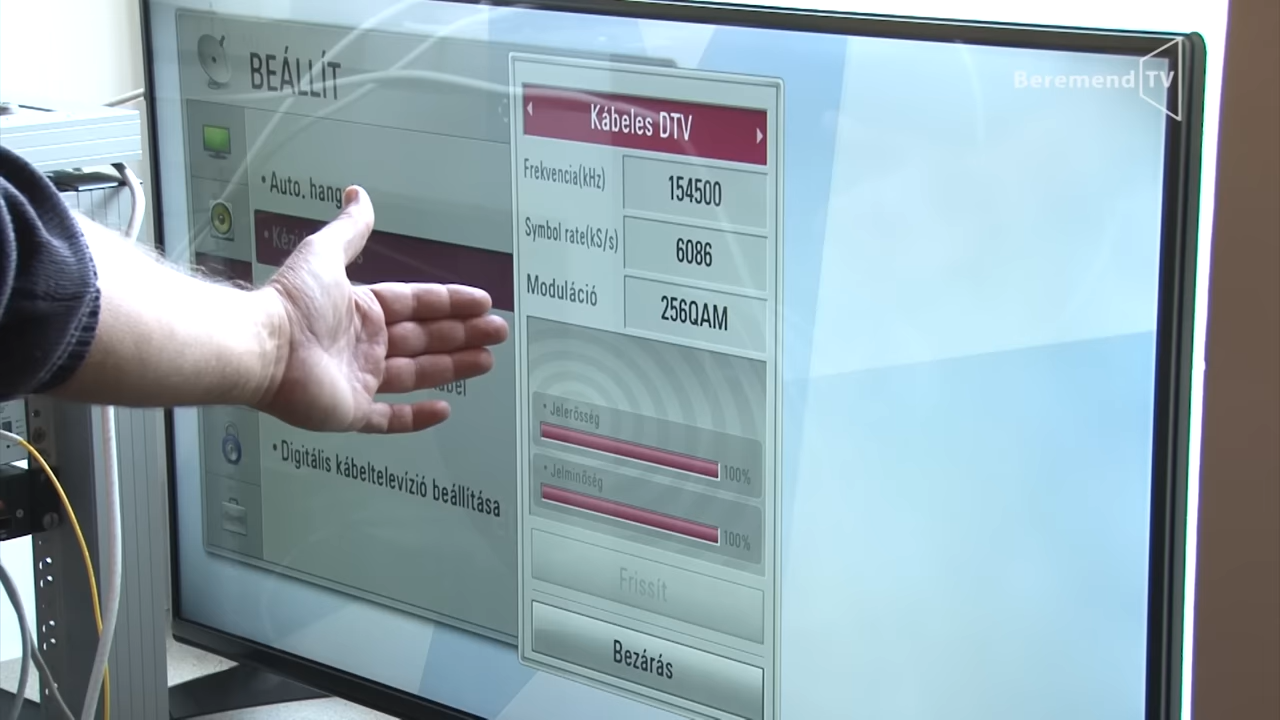 Beremend TV
BEÁLLÍT
• Auto. hang
• Digitális kábeltelevízió beállítása
Kábeles DTV
Frekvencia(kHz)
154500
Symbol rate(kS/s)
6086
Moduláció
256QAM
• Jelerősség
100%
• Jelminőség
100%
Frissít
Bezárás